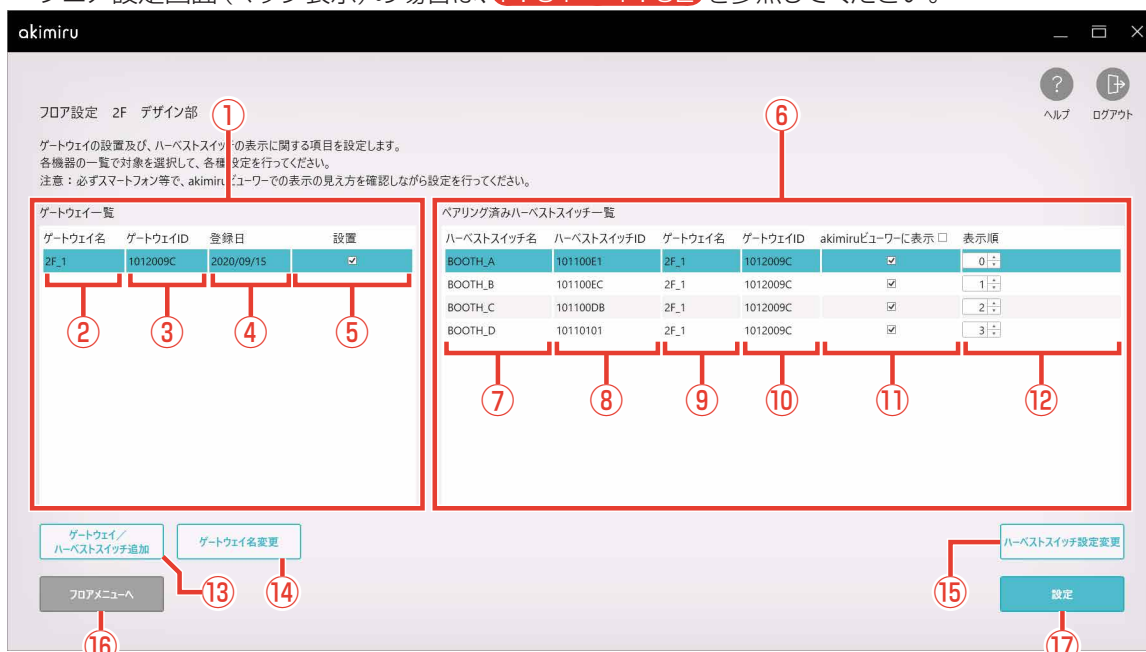 を参照してください。
akimiru
ヘルプ ログアウト
フロア設定 2F デザイン部
ゲートウェイの設置及び、ハーベストスイッチの表示に関する項目を設定します。
各機器の一覧で対象を選択して、各種設定を行ってください。
注意：必ずスマートフォン等で、akimiruビューワーでの表示の見え方を確認しながら設定を行ってください。
① ⑥
ゲートウェイ一覧
ゲートウェイ名 ゲートウェイID 登録日 設置
2F_1 1012009C 2020/09/15
② ③ ④ ⑤
ペアリング済みハーベストスイッチ一覧
ハーベストスイッチ名 ハーベストスイッチID ゲートウェイ名 ゲートウェイID akimiruビューワーに表示 表示順
BOOTH_A 101100E1 2F_1 1012009C 0
BOOTH_B 101100EC 2F_1 1012009C 1
BOOTH_C 101100DB 2F_1 1012009C 2
BOOTH_D 10110101 2F_1 1012009C 3
⑦ ⑧ ⑨ ⑩ ⑪ ⑫
ゲートウェイ／
ハーベストスイッチ追加
ゲートウェイ名変更
ハーベストスイッチ設定変更
⑬ ⑭ ⑮
フロアメニューへ
設定
⑯ ⑰